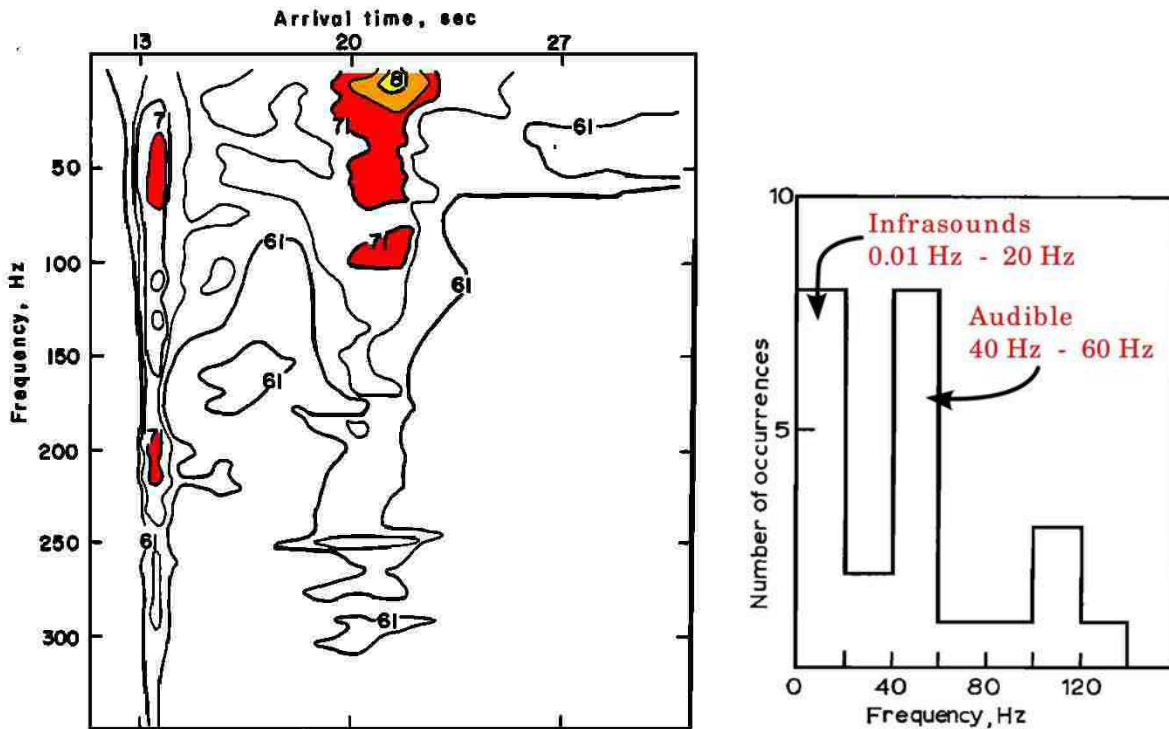 Arrival time, sec
13 20 27
81
7
71
61
50
61
71
100
61
150
61
200
71
250
61
300
61
Frequency, Hz
10
Infrasounds
0.01 Hz - 20 Hz
Audible
40 Hz - 60 Hz
5
Number of occurrences
0 40 80 120
Frequency, Hz